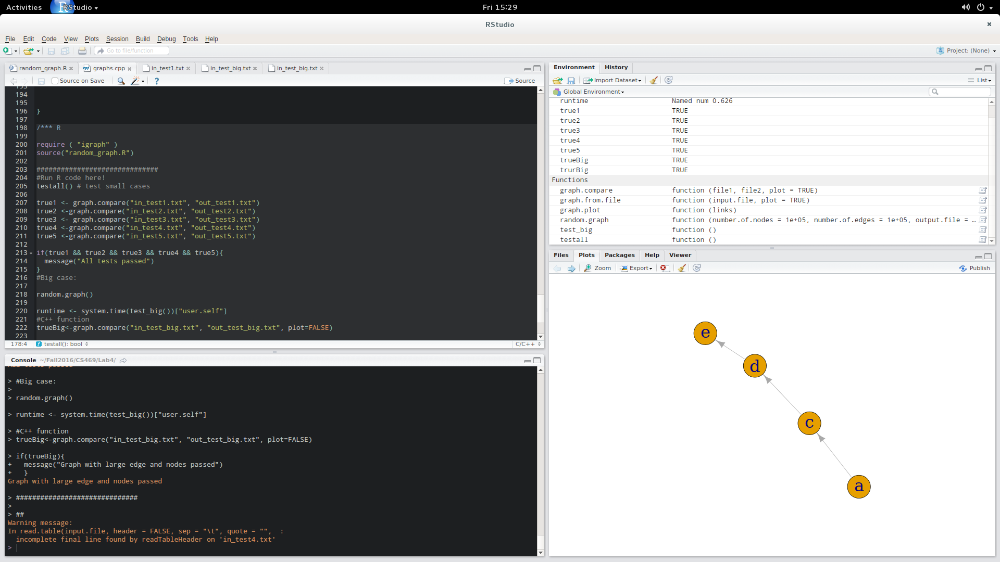 Activities RStudio Fri 15:29
RStudio
File Edit Code View Plots Session Build Debug Tools Help
Go to file/function Project: (None)
random_graph.R graphs.cpp in_test1.txt in_test_big.txt in_test_big.txt
Source on Save Source
193
194
195
196 }
197
198 /*** R
199
200 require ( "igraph" )
201 source("random_graph.R")
202
203 ##############################
204 #Run R code here!
205 testall() # test small cases
206
207 true1 <- graph.compare("in_test1.txt", "out_test1.txt")
208 true2 <-graph.compare("in_test2.txt", "out_test2.txt")
209 true3 <- graph.compare("in_test3.txt", "out_test3.txt")
210 true4 <-graph.compare("in_test4.txt", "out_test4.txt")
211 true5 <-graph.compare("in_test5.txt", "out_test5.txt")
212
213 if(true1 && true2 && true3 && true4 && true5){
214 message("All tests passed")
215 }
216 #Big case:
217
218 random.graph()
219
220 runtime <- system.time(test_big())["user.self"]
221 #C++ function
222 trueBig<-graph.compare("in_test_big.txt", "out_test_big.txt", plot=FALSE)
223
178:4 testall(): bool C/C++
Console ~/Fall2016/CS469/Lab4/
All tests passed
> #Big case:
>
> random.graph()
> runtime <- system.time(test_big())["user.self"]
> #C++ function
> trueBig<-graph.compare("in_test_big.txt", "out_test_big.txt", plot=FALSE)
> if(trueBig){
+ message("Graph with large edge and nodes passed")
+ }
Graph with large edge and nodes passed
> ##############################
>
> ##
Warning message:
In read.table(input.file, header = FALSE, sep = "\t", quote = "", :
incomplete final line found by readTableHeader on 'in_test4.txt'
>
Environment History
Import Dataset List
Global Environment
runtime Named num 0.626
true1 TRUE
true2 TRUE
true3 TRUE
true4 TRUE
true5 TRUE
trueBig TRUE
trurBig TRUE
Functions
graph.compare function (file1, file2, plot = TRUE)
graph.from.file function (input.file, plot = TRUE)
graph.plot function (links)
random.graph function (number.of.nodes = 1e+05, number.of.edges = 1e+05, output.file = …
test_big function ()
testall function ()
Files Plots Packages Help Viewer
Zoom Export Publish
e
d
c
a